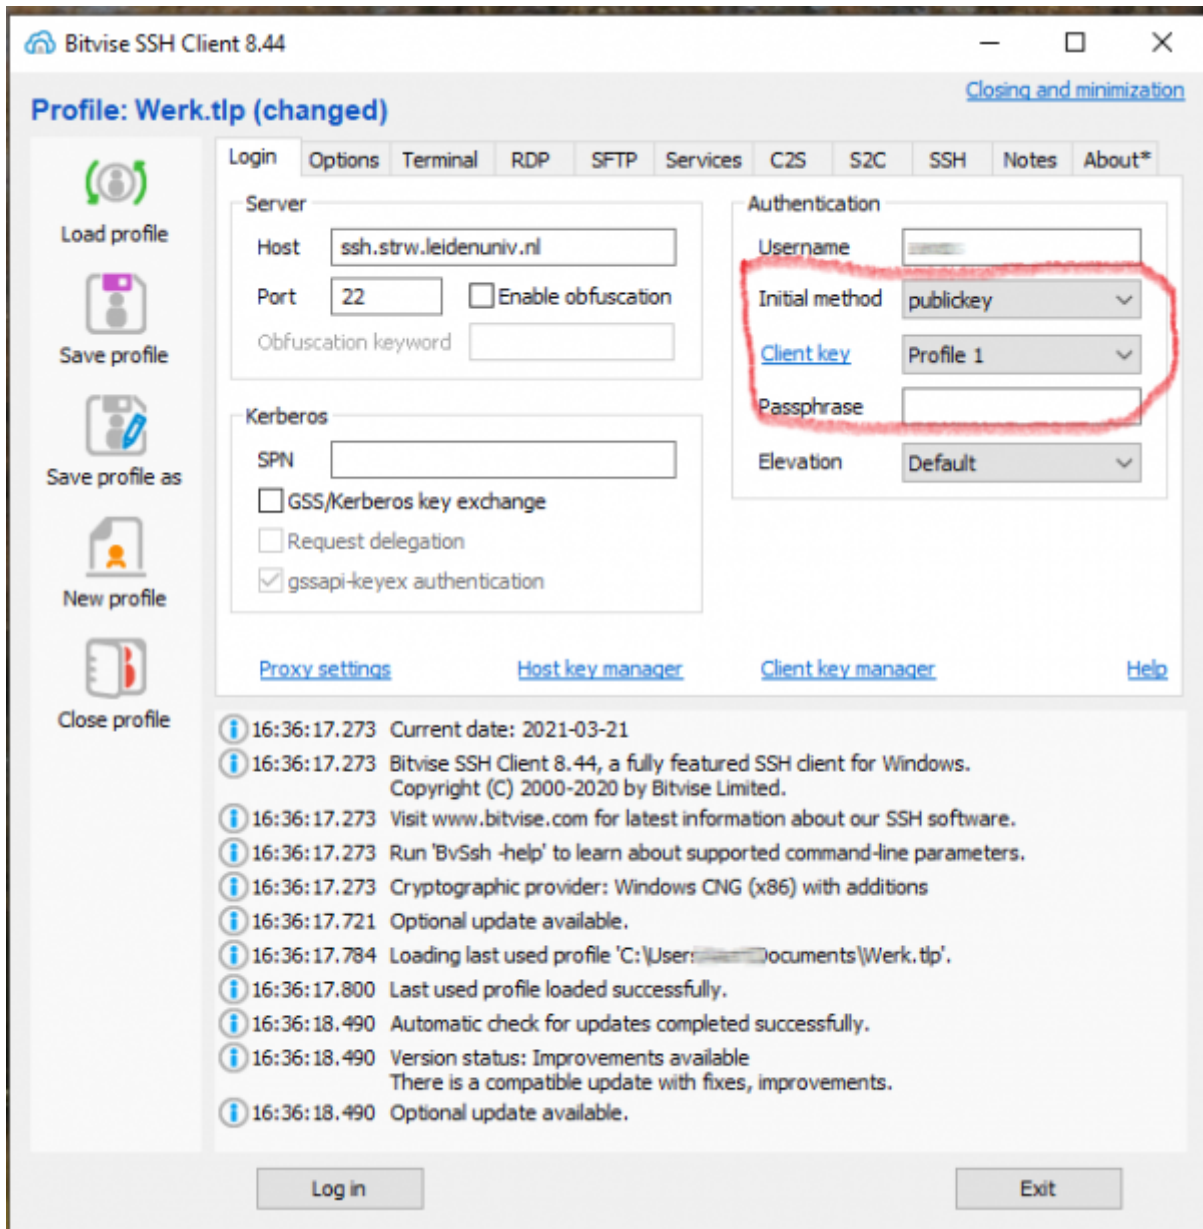 Bitvise SSH Client 8.44
Closing and minimization
Profile: Werk.tlp (changed)
Load profile
Save profile
Save profile as
New profile
Close profile
Login Options Terminal RDP SFTP Services C2S S2C SSH Notes About*
Server
Host ssh.strw.leidenuniv.nl
Port 22 Enable obfuscation
Obfuscation keyword
Kerberos
SPN
GSS/Kerberos key exchange
Request delegation
gssapi-keyex authentication
Authentication
Username
Initial method publickey
Client key Profile 1
Passphrase
Elevation Default
Proxy settings Host key manager Client key manager Help
16:36:17.273 Current date: 2021-03-21
16:36:17.273 Bitvise SSH Client 8.44, a fully featured SSH client for Windows.
Copyright (C) 2000-2020 by Bitvise Limited.
16:36:17.273 Visit www.bitvise.com for latest information about our SSH software.
16:36:17.273 Run 'BvSsh -help' to learn about supported command-line parameters.
16:36:17.273 Cryptographic provider: Windows CNG (x86) with additions
16:36:17.721 Optional update available.
16:36:17.784 Loading last used profile 'C:\Users Documents\Werk.tlp'.
16:36:17.800 Last used profile loaded successfully.
16:36:18.490 Automatic check for updates completed successfully.
16:36:18.490 Version status: Improvements available
There is a compatible update with fixes, improvements.
16:36:18.490 Optional update available.
Log in Exit